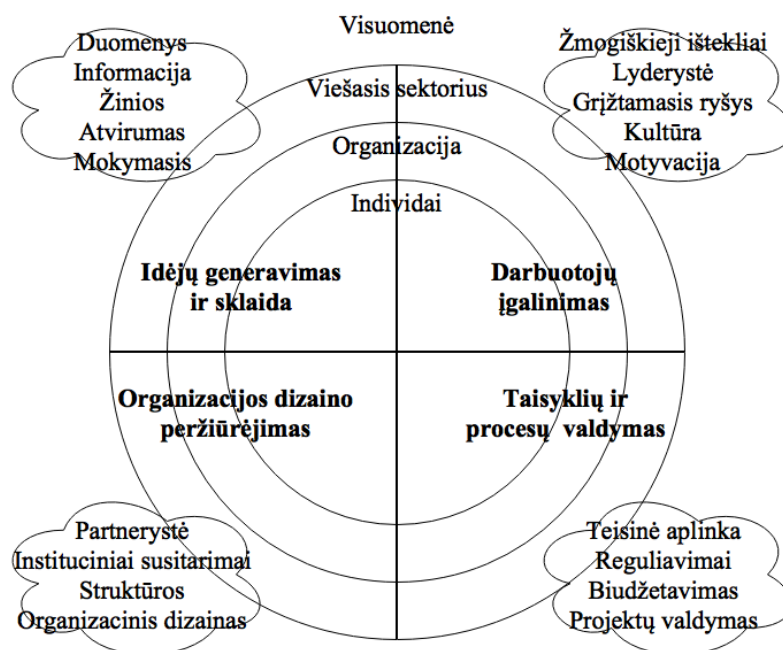 Visuomenė
Duomenys
Informacija
Žinios
Atvirumas
Mokymasis
Žmogiškieji ištekliai
Lyderystė
Grįžtamasis ryšys
Kultūra
Motyvacija
Viešasis sektorius
Organizacija
Individai
Idėjų generavimas
ir sklaida
Darbuotojų
įgalinimas
Organizacijos dizaino
peržiūrėjimas
Taisyklių ir
procesų valdymas
Partnerystė
Instituciniai susitarimai
Struktūros
Organizacinis dizainas
Teisinė aplinka
Reguliavimai
Biudžetavimas
Projektų valdymas